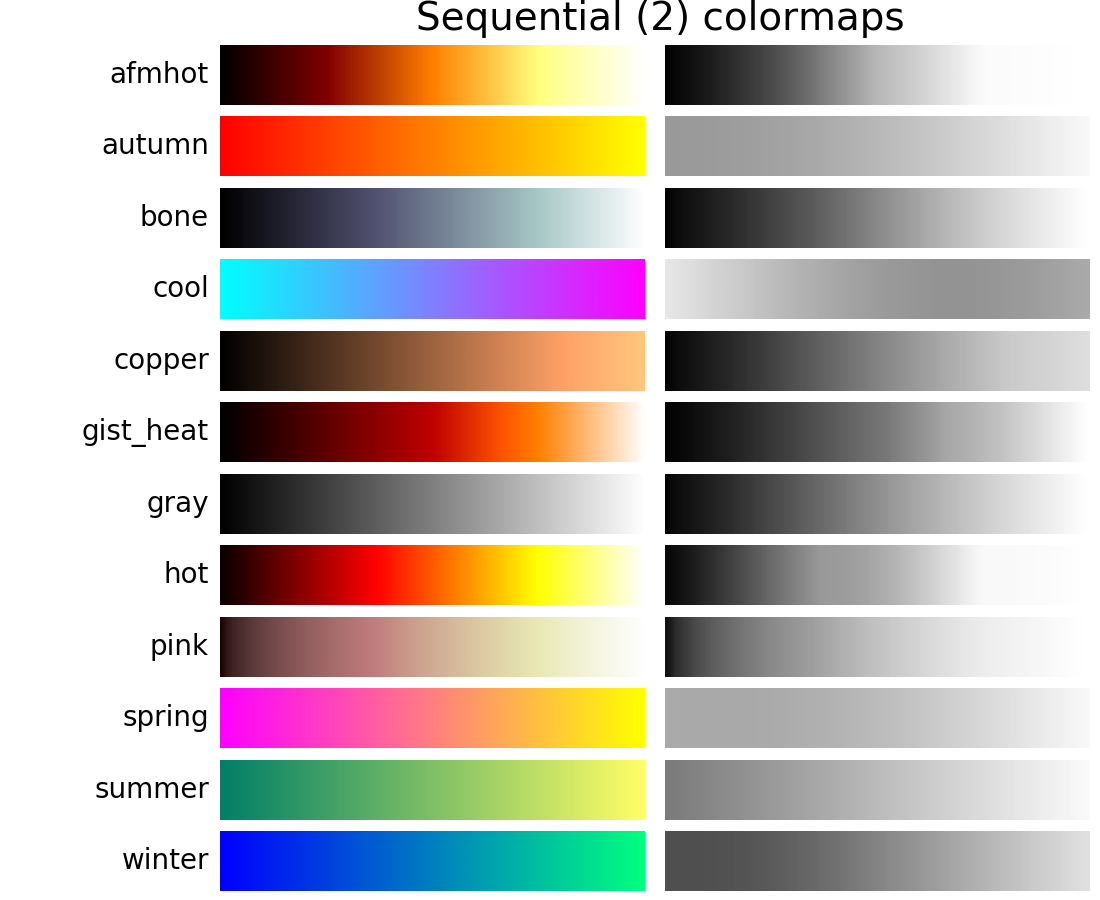 Sequential (2) colormaps
afmhot
autumn
bone
cool
copper
gist_heat
gray
hot
pink
spring
summer
winter